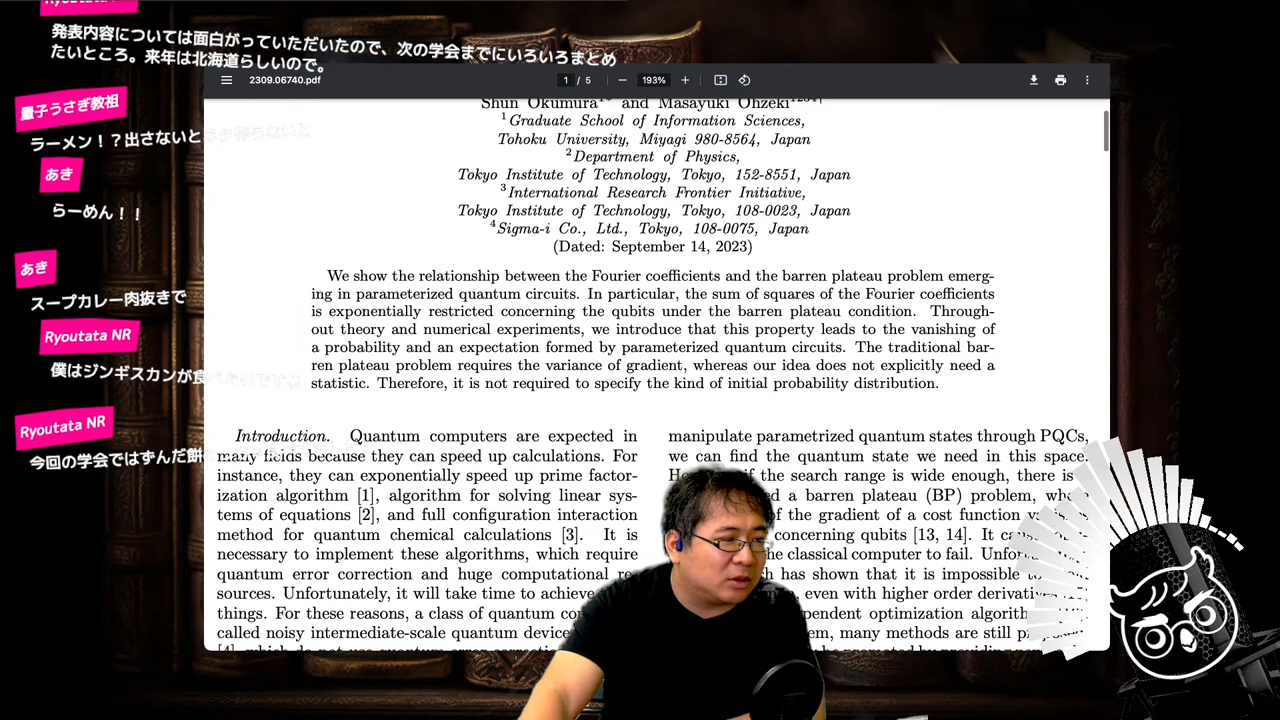 Ryoutata NR
発表内容については面白がっていただいたので、次の学会までにいろいろまとめ
たいところ。来年は北海道らしいので。
量子うさぎ教祖
ラーメン！？出さないと
あき
らーめん！！
あき
スープカレー肉抜きで
Ryoutata NR
僕はジンギスカンが食べたいですね
Ryoutata NR
今回の学会ではずんだ餅
2309.06740.pdf
1 / 5
193%
Shun Okumura and Masayuki Ohzeki
1 Graduate School of Information Sciences,
Tohoku University, Miyagi 980-8564, Japan
2 Department of Physics,
Tokyo Institute of Technology, Tokyo, 152-8551, Japan
3 International Research Frontier Initiative,
Tokyo Institute of Technology, Tokyo, 108-0023, Japan
4 Sigma-i Co., Ltd., Tokyo, 108-0075, Japan
(Dated: September 14, 2023)
We show the relationship between the Fourier coefficients and the barren plateau problem emerg-
ing in parameterized quantum circuits. In particular, the sum of squares of the Fourier coefficients
is exponentially restricted concerning the qubits under the barren plateau condition. Through-
out theory and numerical experiments, we introduce that this property leads to the vanishing of
a probability and an expectation formed by parameterized quantum circuits. The traditional bar-
ren plateau problem requires the variance of gradient, whereas our idea does not explicitly need a
statistic. Therefore, it is not required to specify the kind of initial probability distribution.
Introduction. Quantum computers are expected in
many fields because they can speed up calculations. For
instance, they can exponentially speed up prime factor-
ization algorithm [1], algorithm for solving linear sys-
tems of equations [2], and full configuration interaction
method for quantum chemical calculations [3]. It is
necessary to implement these algorithms, which require
quantum error correction and huge computational re-
sources. Unfortunately, it will take time to achieve
things. For these reasons, a class of quantum
called noisy intermediate-scale quantum device
manipulate parametrized quantum states through PQCs,
we can find the quantum state we need in this space.
if the search range is wide enough, there is
a barren plateau (BP) problem,
of the gradient of a cost function
concerning qubits [13, 14]. It
classical computer to fail.
has shown that it is impossible
even with higher order
optimization
many methods are still